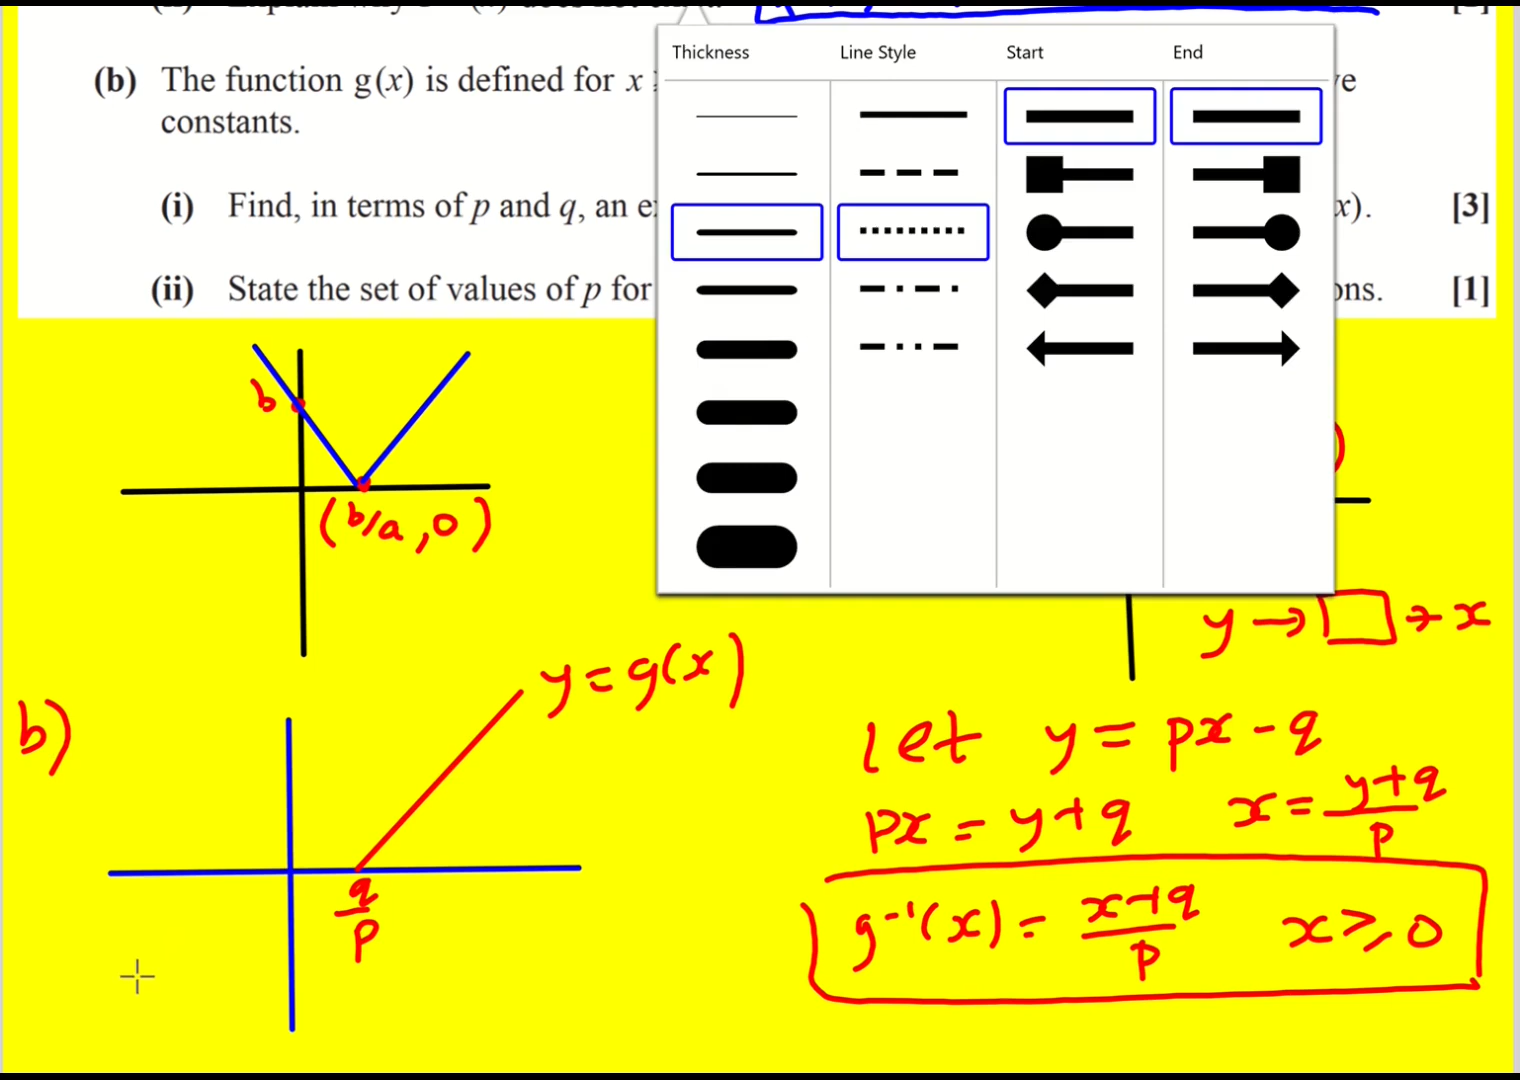 Thickness Line Style Start End
(b) The function g(x) is defined for x
constants.
(i) Find, in terms of p and q, an (x). [3]
(ii) State the set of values of p for [1]
b
(b/a, 0)
y → → x
b)
y = g(x)
q/p
let y = px - q
px = y + q x = y+q/p
g⁻¹(x) = x+q/p x ⩾ 0